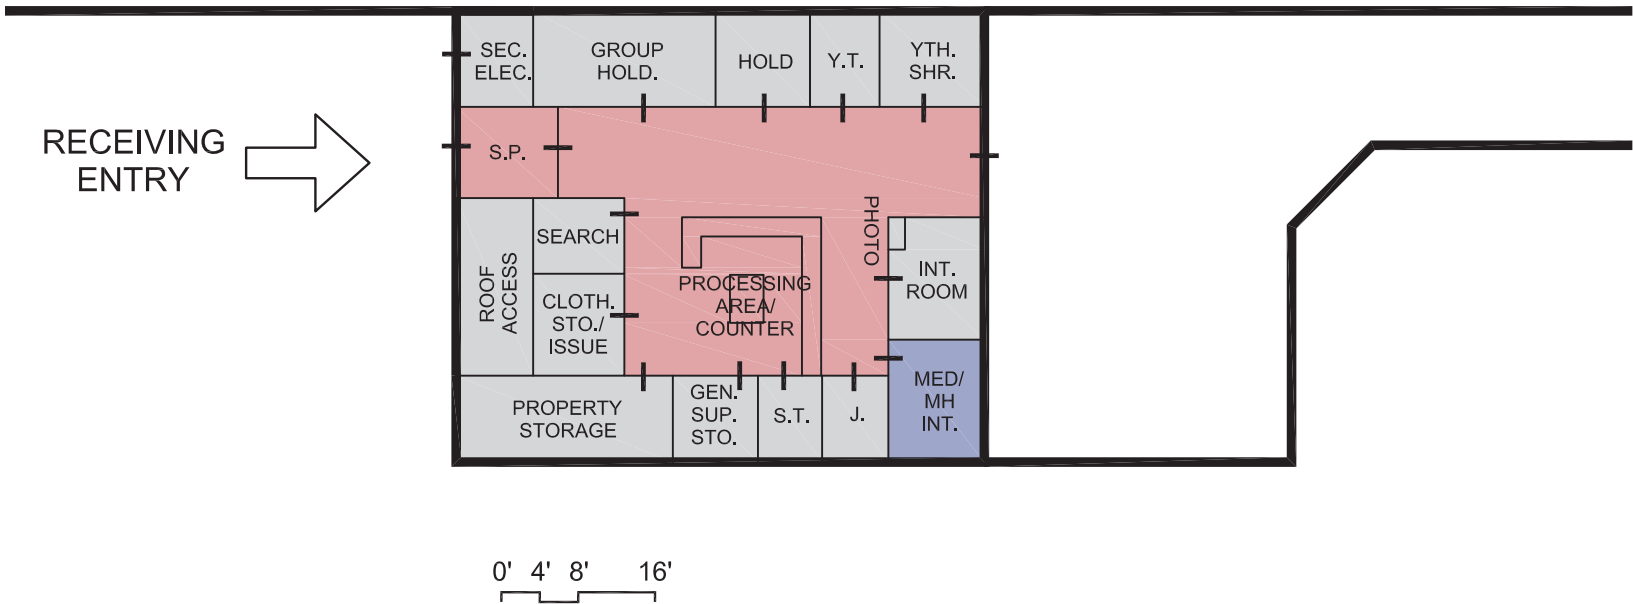 SEC.
ELEC.
GROUP
HOLD.
HOLD
Y.T.
YTH.
SHR.
RECEIVING
ENTRY
S.P.
PHOTO
SEARCH
ROOF
ACCESS
CLOTH.
STO./
ISSUE
PROCESSING
AREA/
COUNTER
INT.
ROOM
MED/
MH
INT.
PROPERTY
STORAGE
GEN.
SUP.
STO.
S.T.
J.
0' 4' 8' 16'